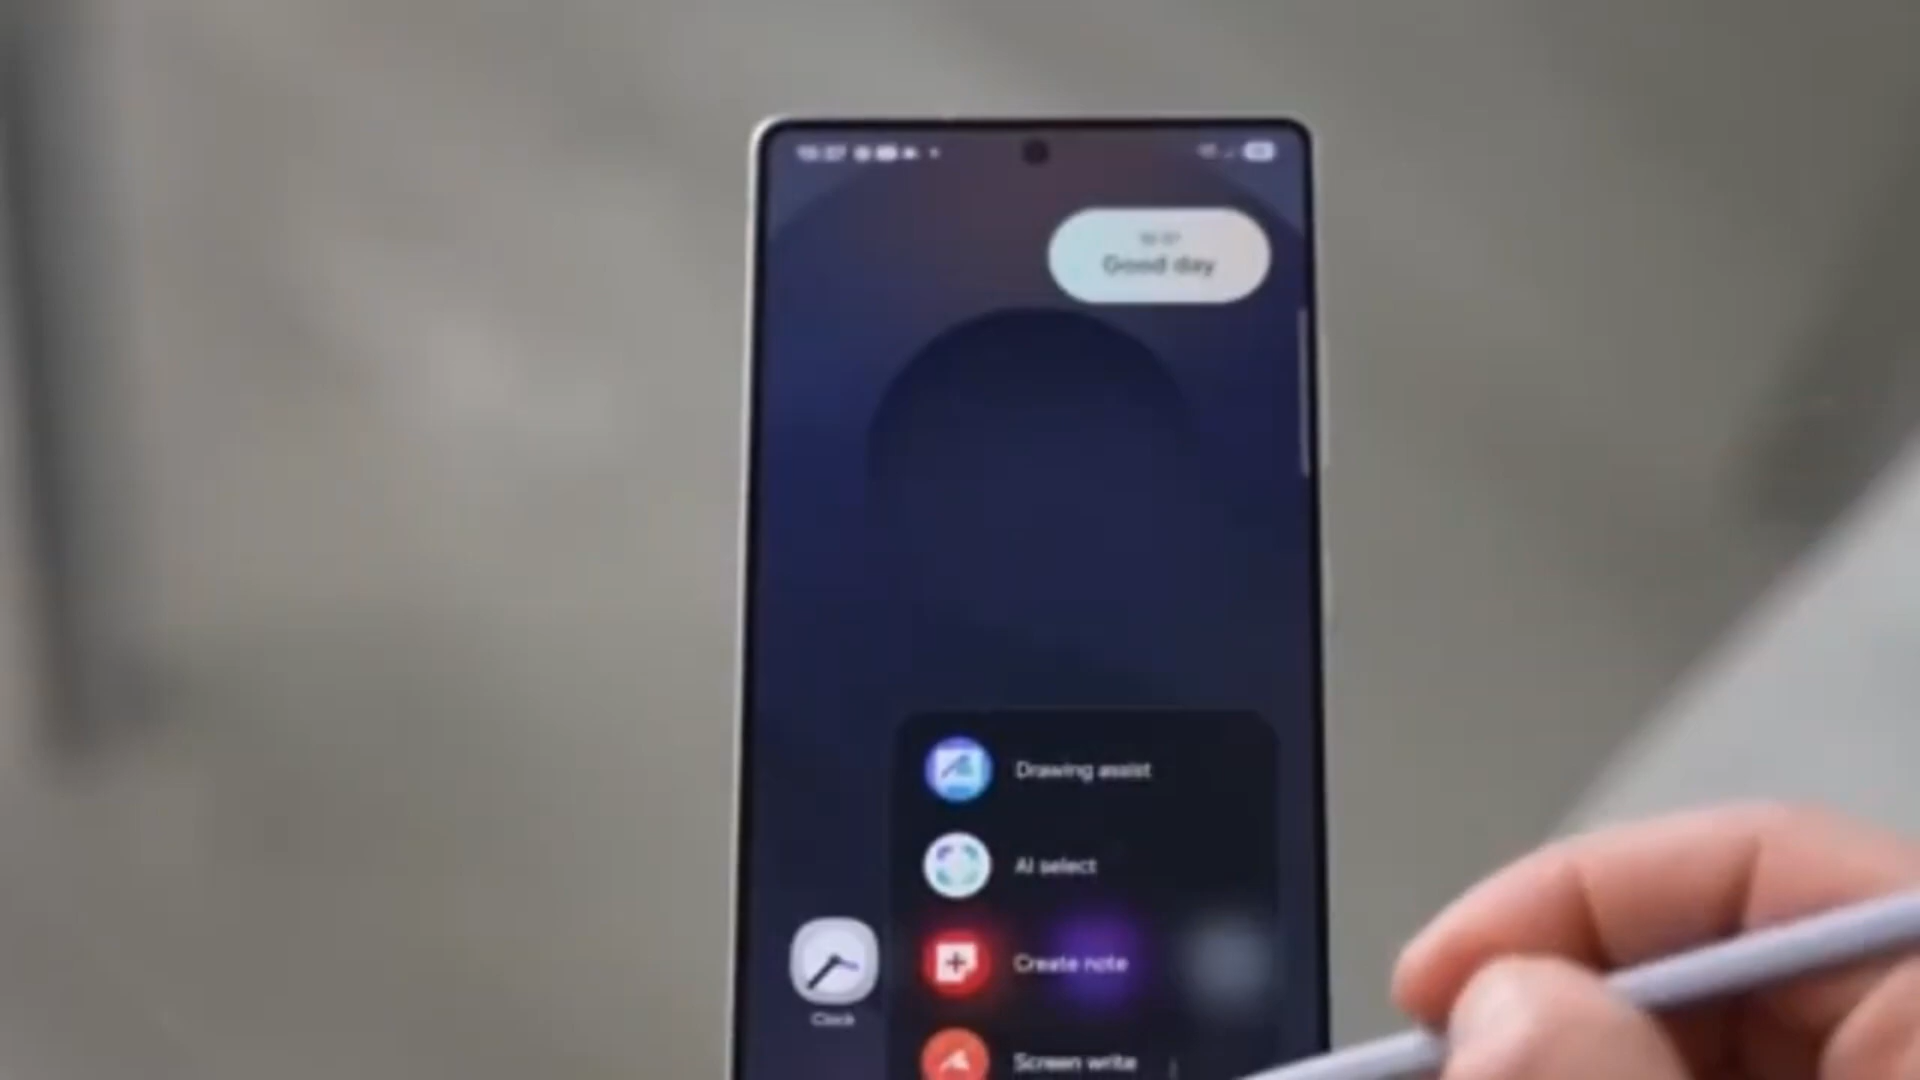 Good day
Drawing assist
AI select
Create note
Clock
Screen write